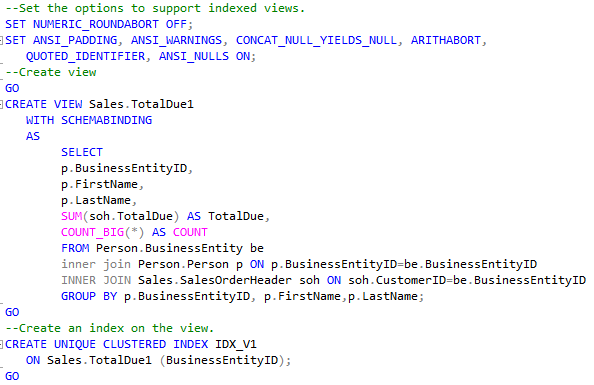 --Set the options to support indexed views.
SET NUMERIC_ROUNDABORT OFF;
SET ANSI_PADDING, ANSI_WARNINGS, CONCAT_NULL_YIELDS_NULL, ARITHABORT,
QUOTED_IDENTIFIER, ANSI_NULLS ON;
--Create view
GO
CREATE VIEW Sales.TotalDue1
WITH SCHEMABINDING
AS
SELECT
p.BusinessEntityID,
p.FirstName,
p.LastName,
SUM(soh.TotalDue) AS TotalDue,
COUNT_BIG(*) AS COUNT
FROM Person.BusinessEntity be
inner join Person.Person p ON p.BusinessEntityID=be.BusinessEntityID
INNER JOIN Sales.SalesOrderHeader soh ON soh.CustomerID=be.BusinessEntityID
GROUP BY p.BusinessEntityID, p.FirstName,p.LastName;
GO
--Create an index on the view.
CREATE UNIQUE CLUSTERED INDEX IDX_V1
ON Sales.TotalDue1 (BusinessEntityID);
GO